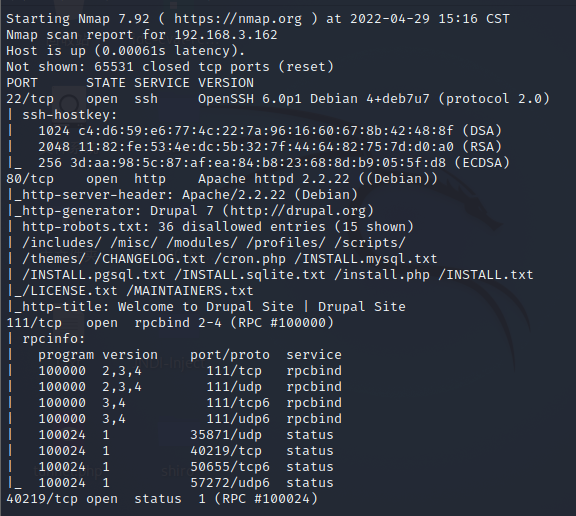 Starting Nmap 7.92 ( https://nmap.org ) at 2022-04-29 15:16 CST
Nmap scan report for 192.168.3.162
Host is up (0.00061s latency).
Not shown: 65531 closed tcp ports (reset)
PORT      STATE SERVICE VERSION
22/tcp    open  ssh     OpenSSH 6.0p1 Debian 4+deb7u7 (protocol 2.0)
| ssh-hostkey:
|   1024 c4:d6:59:e6:77:4c:22:7a:96:16:60:67:8b:42:48:8f (DSA)
|   2048 11:82:fe:53:4e:dc:5b:32:7f:44:64:82:75:7d:d0:a0 (RSA)
|_  256 3d:aa:98:5c:87:af:ea:84:b8:23:68:8d:b9:05:5f:d8 (ECDSA)
80/tcp    open  http    Apache httpd 2.2.22 ((Debian))
|_http-server-header: Apache/2.2.22 (Debian)
|_http-generator: Drupal 7 (http://drupal.org)
| http-robots.txt: 36 disallowed entries (15 shown)
| /includes/ /misc/ /modules/ /profiles/ /scripts/
| /themes/ /CHANGELOG.txt /cron.php /INSTALL.mysql.txt
| /INSTALL.pgsql.txt /INSTALL.sqlite.txt /install.php /INSTALL.txt
|_/LICENSE.txt /MAINTAINERS.txt
|_http-title: Welcome to Drupal Site | Drupal Site
111/tcp   open  rpcbind 2-4 (RPC #100000)
| rpcinfo:
|   program version    port/proto  service
|   100000  2,3,4        111/tcp   rpcbind
|   100000  2,3,4        111/udp   rpcbind
|   100000  3,4          111/tcp6  rpcbind
|   100000  3,4          111/udp6  rpcbind
|   100024  1          35871/udp   status
|   100024  1          40219/tcp   status
|   100024  1          50655/tcp6  status
|_  100024  1          57272/udp6  status
40219/tcp open  status  1 (RPC #100024)